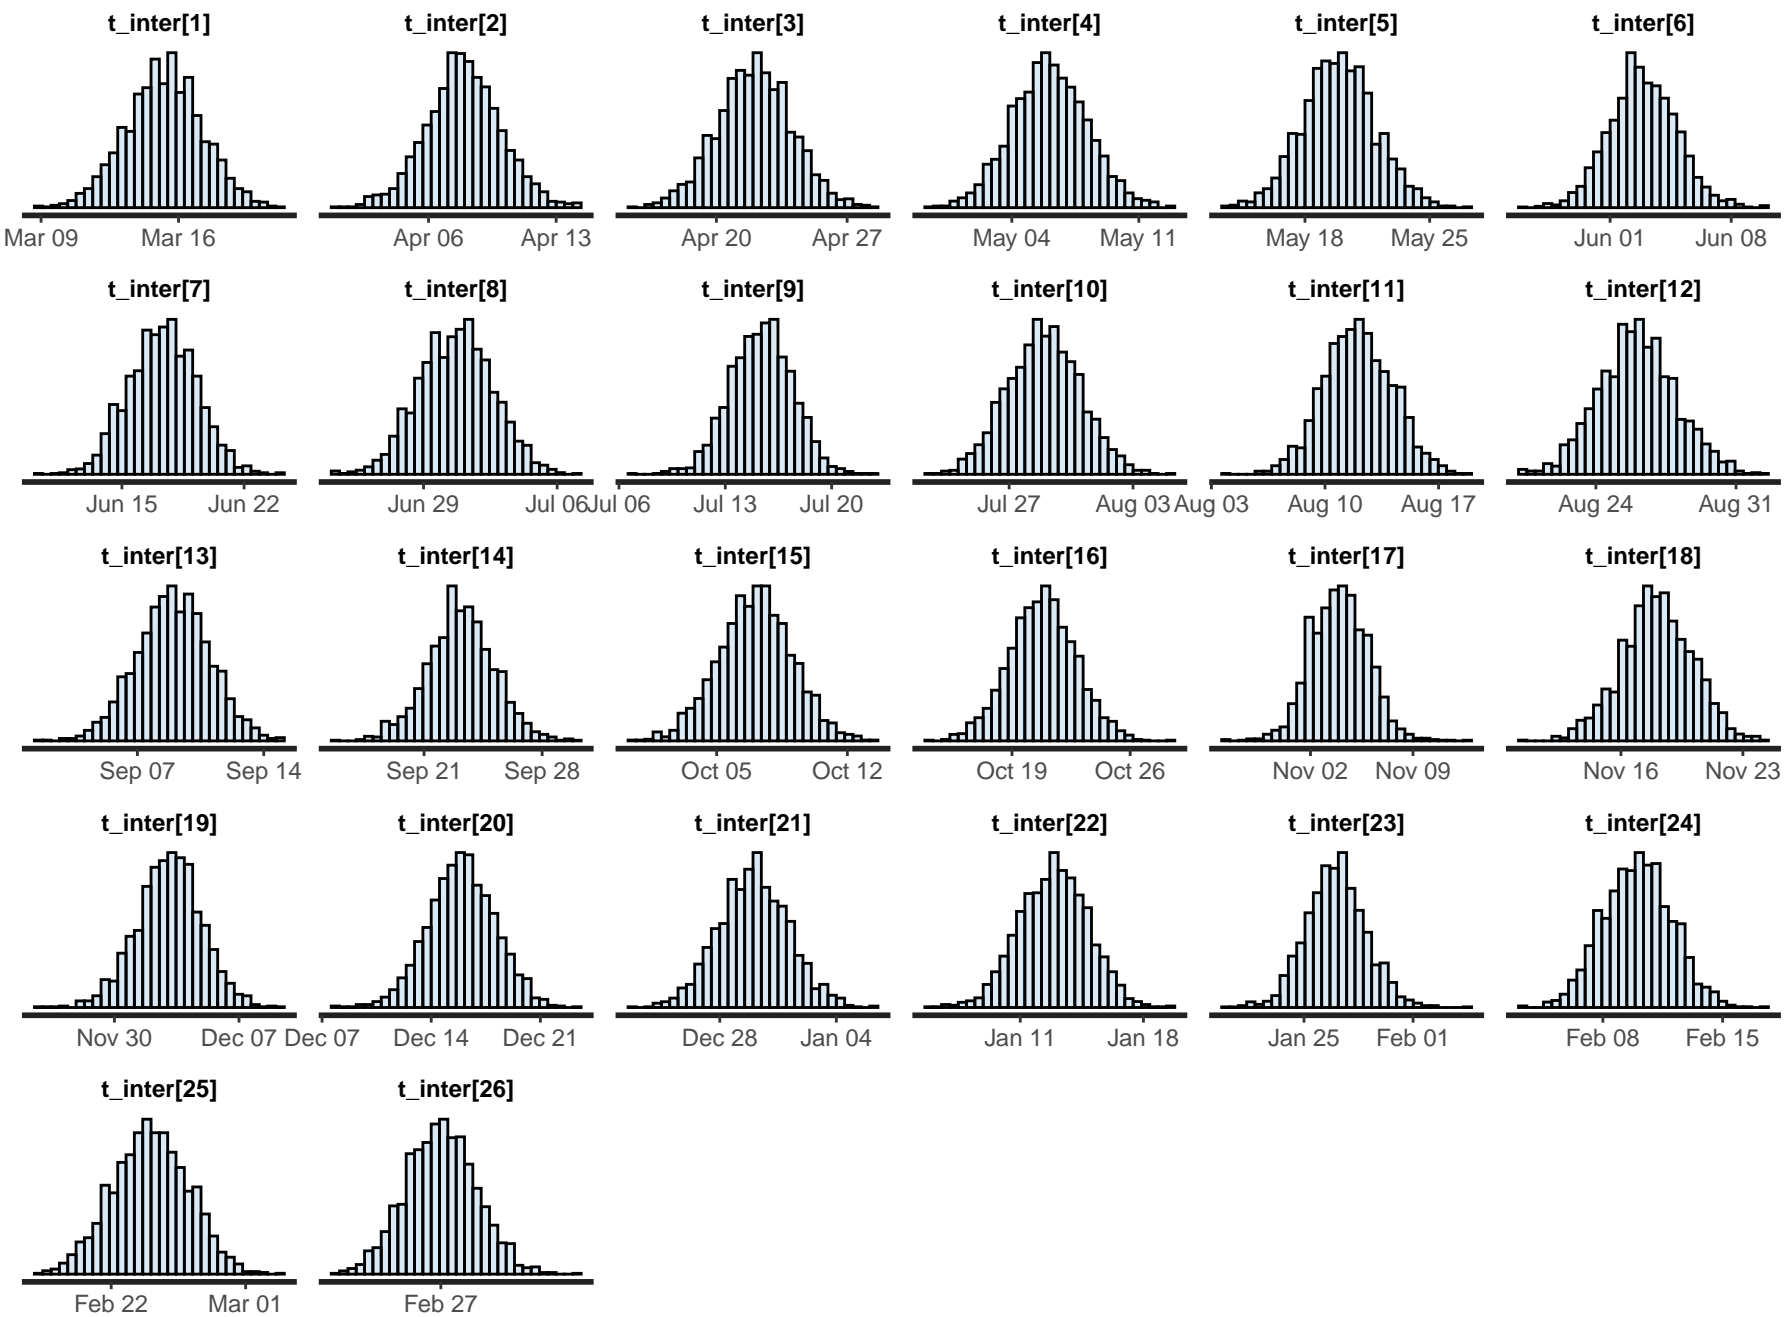 t_inter[1] t_inter[2] t_inter[3] t_inter[4] t_inter[5] t_inter[6]
Mar 09 Mar 16 Apr 06 Apr 13 Apr 20 Apr 27 May 04 May 11 May 18 May 25 Jun 01 Jun 08
t_inter[7] t_inter[8] t_inter[9] t_inter[10] t_inter[11] t_inter[12]
Jun 15 Jun 22 Jun 29 Jul 06 Jul 06 Jul 13 Jul 20 Jul 27 Aug 03 Aug 03 Aug 10 Aug 17 Aug 24 Aug 31
t_inter[13] t_inter[14] t_inter[15] t_inter[16] t_inter[17] t_inter[18]
Sep 07 Sep 14 Sep 21 Sep 28 Oct 05 Oct 12 Oct 19 Oct 26 Nov 02 Nov 09 Nov 16 Nov 23
t_inter[19] t_inter[20] t_inter[21] t_inter[22] t_inter[23] t_inter[24]
Nov 30 Dec 07 Dec 07 Dec 14 Dec 21 Dec 28 Jan 04 Jan 11 Jan 18 Jan 25 Feb 01 Feb 08 Feb 15
t_inter[25] t_inter[26]
Feb 22 Mar 01 Feb 27